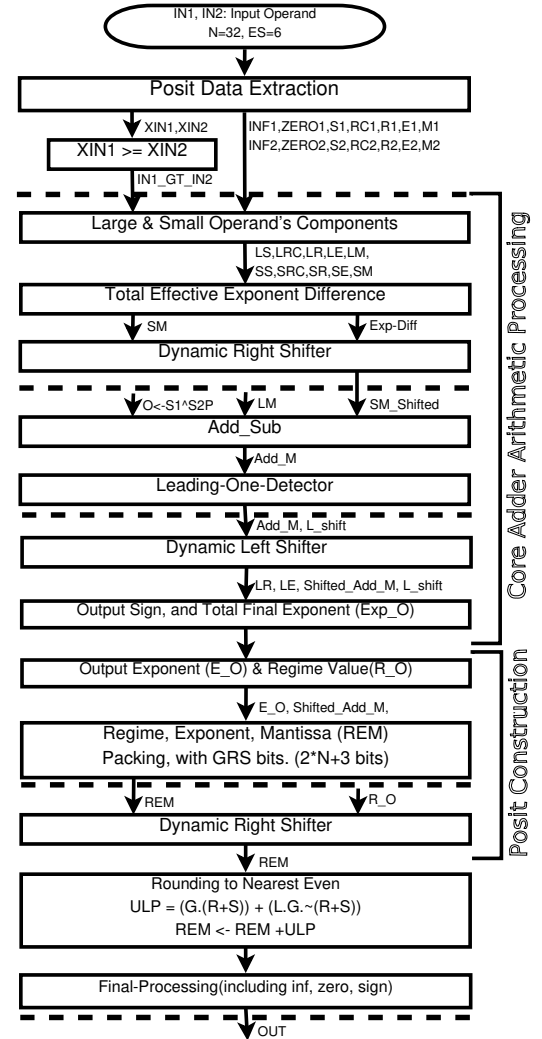 IN1, IN2: Input Operand
N=32, ES=6
Posit Data Extraction
XIN1,XIN2
INF1,ZERO1,S1,RC1,R1,E1,M1
INF2,ZERO2,S2,RC2,R2,E2,M2
XIN1 >= XIN2
IN1_GT_IN2
Large & Small Operand's Components
LS,LRC,LR,LE,LM,
SS,SRC,SR,SE,SM
Total Effective Exponent Difference
SM
Exp-Diff
Dynamic Right Shifter
O<-S1^S2P
LM
SM_Shifted
Add_Sub
Add_M
Leading-One-Detector
Add_M, L_shift
Dynamic Left Shifter
LR, LE, Shifted_Add_M, L_shift
Output Sign, and Total Final Exponent (Exp_O)
Core Adder Arithmetic Processing
Output Exponent (E_O) & Regime Value(R_O)
E_O, Shifted_Add_M,
Regime, Exponent, Mantissa (REM)
Packing, with GRS bits. (2*N+3 bits)
REM
R_O
Dynamic Right Shifter
REM
Posit Construction
Rounding to Nearest Even
ULP = (G.(R+S)) + (L.G.~(R+S))
REM <- REM +ULP
Final-Processing(including inf, zero, sign)
OUT